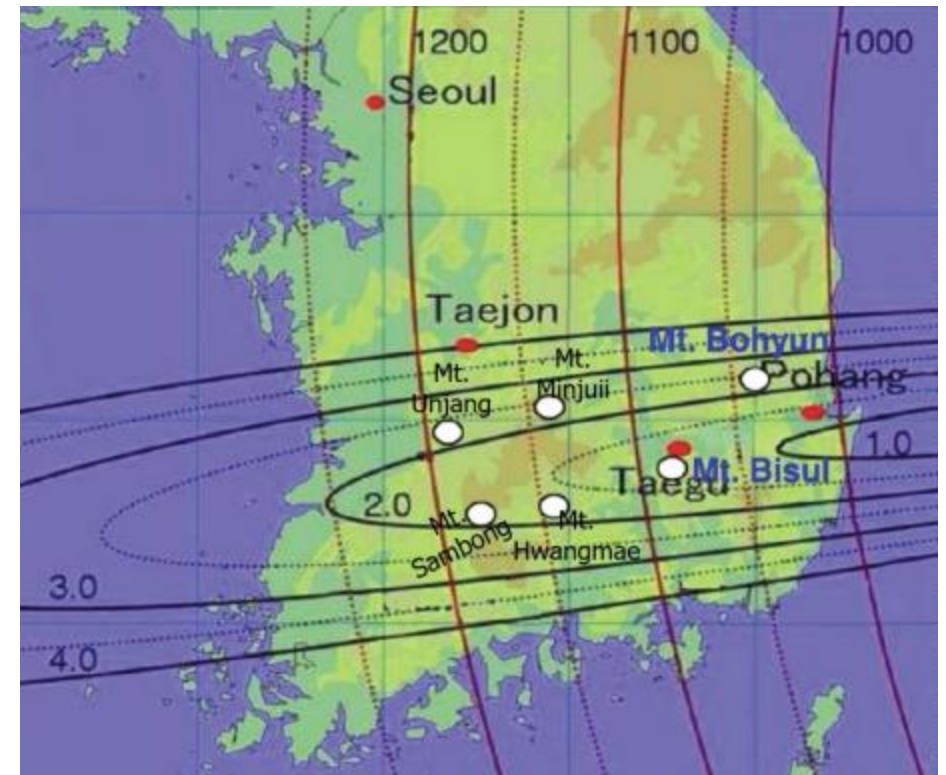 1200
1100
1000
Seoul
Taejon
Mt. Bohyun
Mt.
Unjang
Mt.
Minjuii
Pohang
1.0
Mt. Bisul
Taegu
2.0
Mt.
Sambong
Mt.
Hwangmae
3.0
4.0